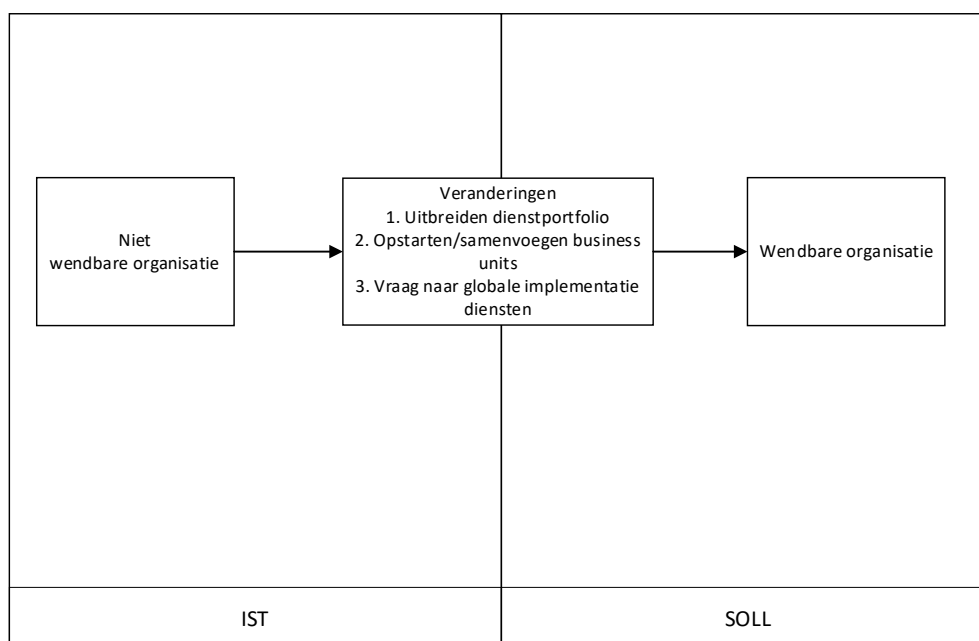 Niet
wendbare organisatie
Veranderingen
1. Uitbreiden dienstportfolio
2. Opstarten/samenvoegen business
units
3. Vraag naar globale implementatie
diensten
Wendbare organisatie
IST
SOLL